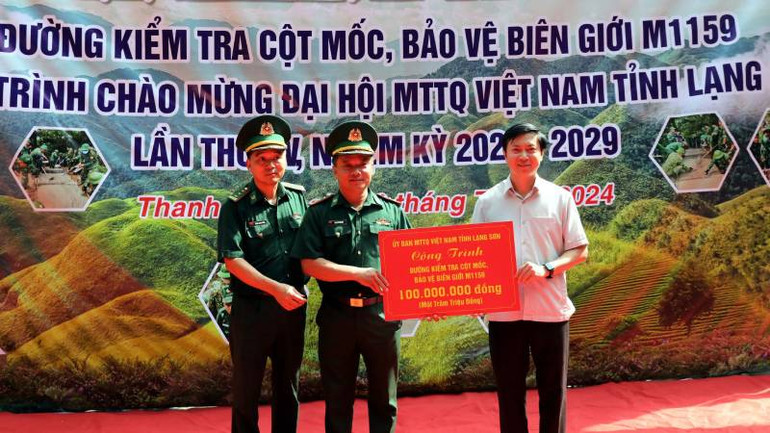 ĐƯỜNG KIỂM TRA CỘT MỐC, BẢO VỆ BIÊN GIỚI M1159
TRÌNH CHÀO MỪNG ĐẠI HỘI MTTQ VIỆT NAM TỈNH LẠNG
LẦN KỲ 2029
Thanh tháng 2024
ỦY BAN MTTQ VIỆT NAM TỈNH LẠNG SƠN
Công Trình
ĐƯỜNG KIỂM TRA CỘT MỐC,
BẢO VỆ BIÊN GIỚI M1159
100.000.000 đồng
(Một Trăm Triệu Đồng)